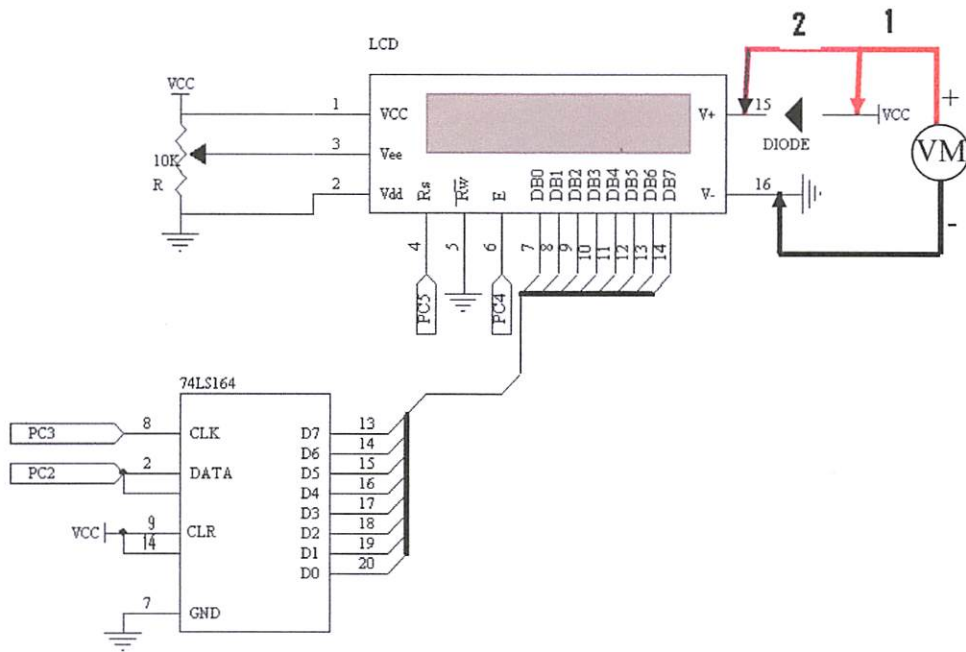 2 1
LCD
VCC
1 VCC
V+ 15 VCC
DIODE
+
VM
-
10K
R
3 Vee
2 Vdd
Rs Rw E DB0 DB1 DB2 DB3 DB4 DB5 DB6 DB7
V- 16
4 5 6 7 8 9 10 11 12 13 14
PC5 PC4
74LS164
PC3 8 CLK
PC2 2 DATA
VCC 9 CLR
14
7 GND
D7 13
D6 14
D5 15
D4 16
D3 17
D2 18
D1 19
D0 20